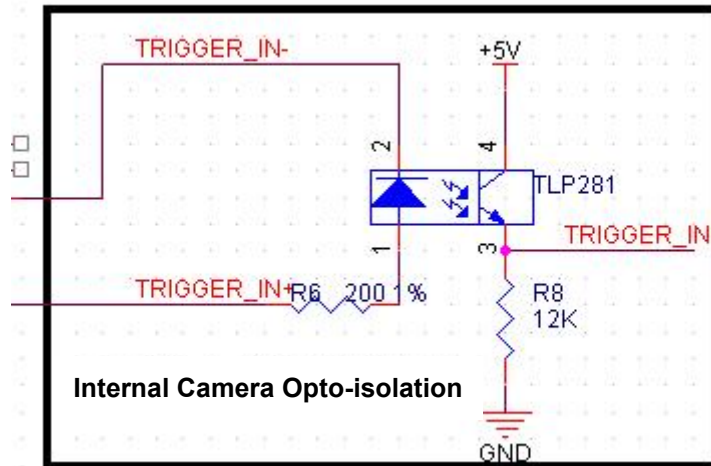 TRIGGER_IN-
+5V
2
4
TLP281
1
3
TRIGGER_IN
TRIGGER_IN+
R6 200 1%
R8
12K
Internal Camera Opto-isolation
GND